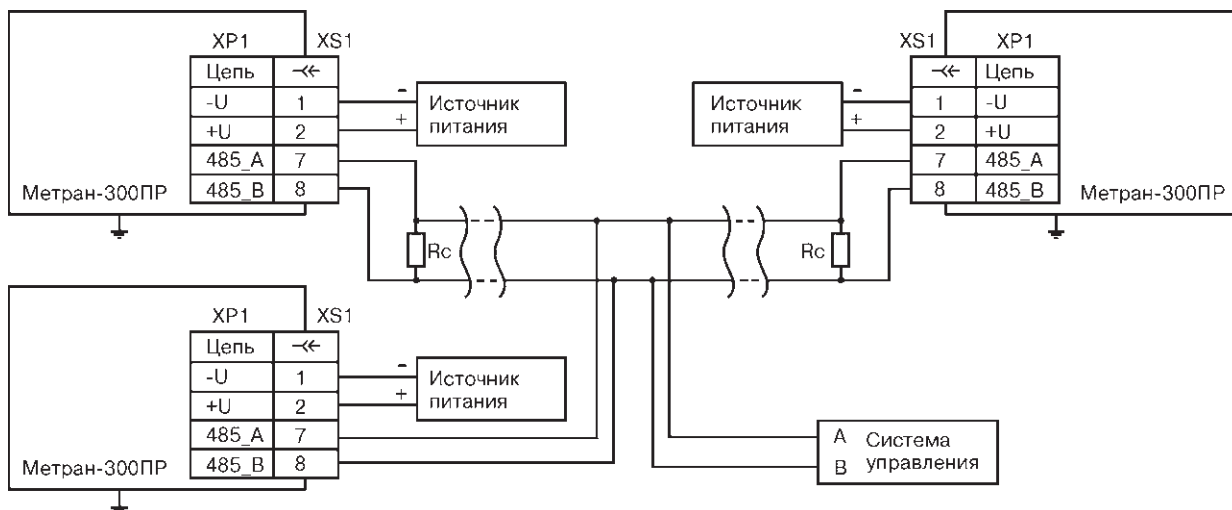 XP1 XS1
Цепь
-U 1
+U 2
485_A 7
485_B 8
Метран-300ПР
- Источник
+ питания
Rc
XS1 XP1
Цепь
1 -U
2 +U
7 485_A
8 485_B
Метран-300ПР
Источник -
питания +
Rc
XP1 XS1
Цепь
-U 1
+U 2
485_A 7
485_B 8
Метран-300ПР
- Источник
+ питания
A Система
B управления